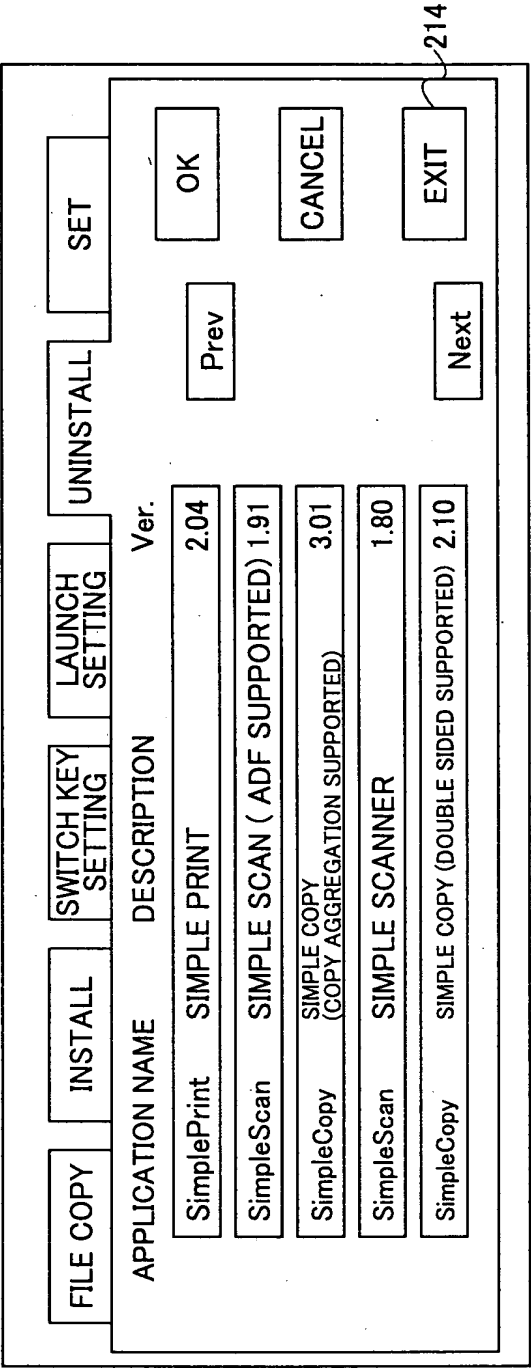 FILE COPY
INSTALL
SWITCH KEY
SETTING
LAUNCH
SETTING
UNINSTALL
SET
APPLICATION NAME DESCRIPTION Ver.
SimplePrint SIMPLE PRINT 2.04
SimpleScan SIMPLE SCAN ( ADF SUPPORTED) 1.91
SimpleCopy SIMPLE COPY
(COPY AGGREGATION SUPPORTED) 3.01
SimpleScan SIMPLE SCANNER 1.80
SimpleCopy SIMPLE COPY (DOUBLE SIDED SUPPORTED) 2.10
Prev
Next
OK
CANCEL
EXIT
214